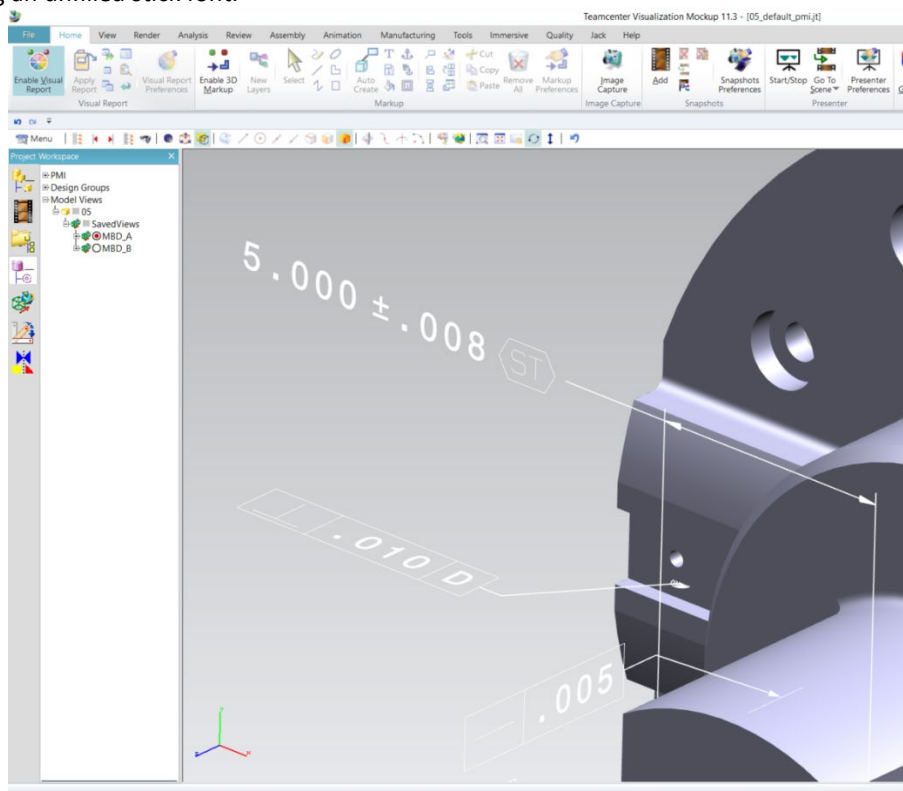 Teamcenter Visualization Mockup 11.3 - [05_default_pmi.jt]
File Home View Render Analysis Review Assembly Animation Manufacturing Tools Immersive Quality Jack Help
Enable Visual Report
Apply Report
Visual Report Preferences
Visual Report
Enable 3D Markup
New Layers
Select
Auto Create
Cut
Copy
Paste
Remove All
Markup Preferences
Markup
Image Capture
Image Capture
Add
Snapshots Preferences
Snapshots
Start/Stop
Go To Scene
Presenter Preferences
Presenter
Menu
Project Workspace
PMI
Design Groups
Model Views
05
SavedViews
MBD_A
MBD_B
5.000 ±.008 ST
.010 D
.005